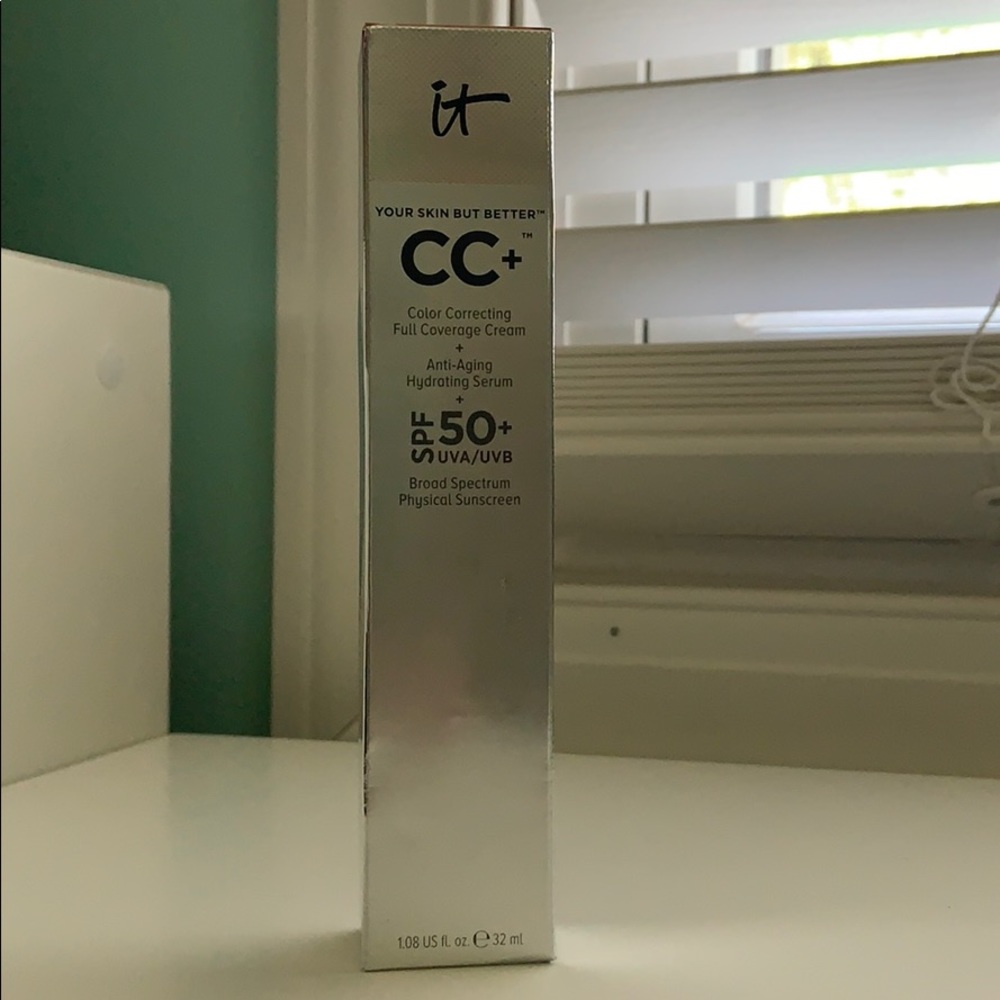 it
YOUR SKIN BUT BETTER™
CC+™
Color Correcting
Full Coverage Cream
+
Anti-Aging
Hydrating Serum
+
SPF 50+
UVA/UVB
Broad Spectrum
Physical Sunscreen
1.08 US fl. oz. ℮ 32 ml